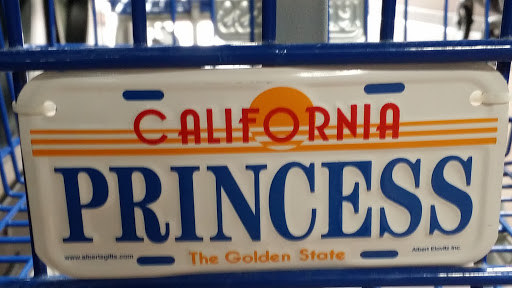 CALIFORNIA
PRINCESS
The Golden State
www.albertsgifts.com
Albert Elovitz Inc.